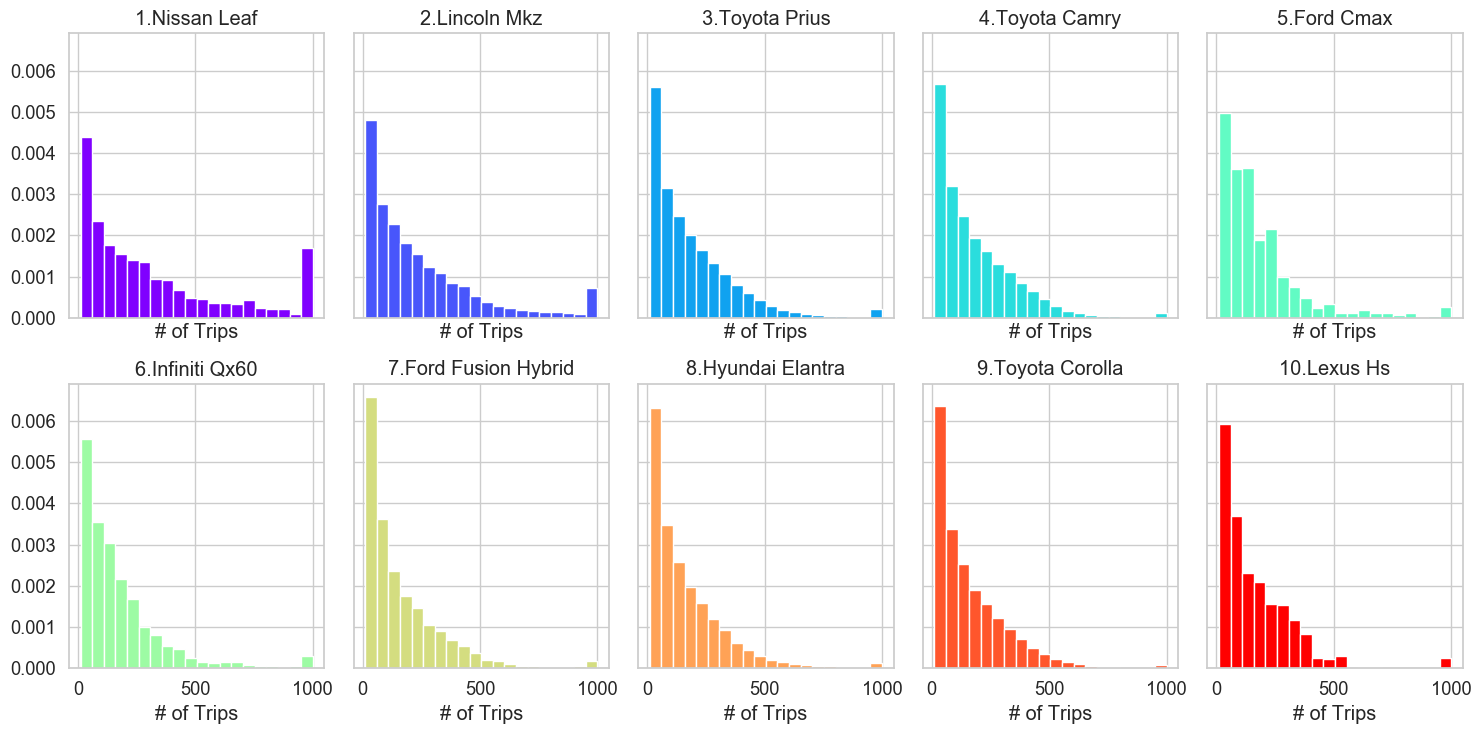 1.Nissan Leaf
2.Lincoln Mkz
3.Toyota Prius
4.Toyota Camry
5.Ford Cmax
0.006
0.005
0.004
0.003
0.002
0.001
0.000
# of Trips
# of Trips
# of Trips
# of Trips
# of Trips
6.Infiniti Qx60
7.Ford Fusion Hybrid
8.Hyundai Elantra
9.Toyota Corolla
10.Lexus Hs
0.006
0.005
0.004
0.003
0.002
0.001
0.000
0 500 1000
0 500 1000
0 500 1000
0 500 1000
0 500 1000
# of Trips
# of Trips
# of Trips
# of Trips
# of Trips